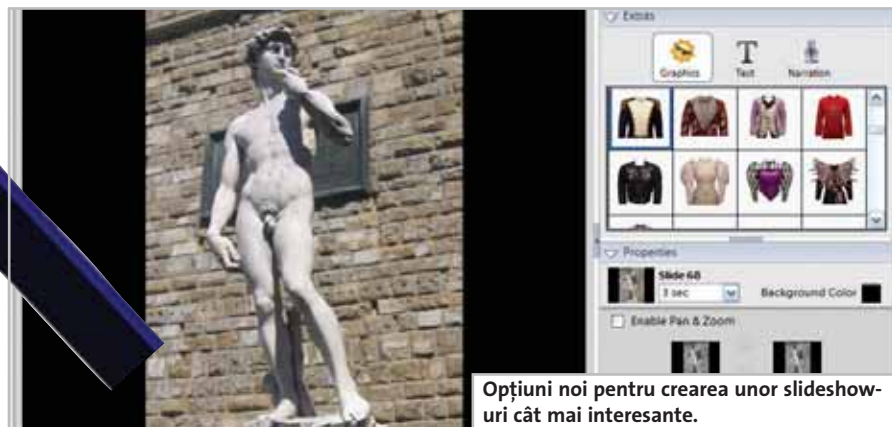 Extras
Graphics
Text
Narration
Properties
Slide 68
3 sec
Background Color
Enable Pan & Zoom
Opțiuni noi pentru crearea unor slideshow-
uri cât mai interesante.